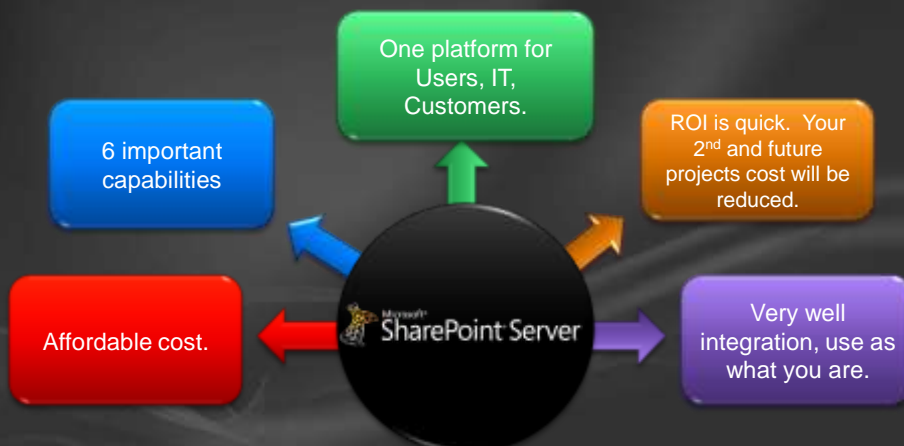 One platform for
Users, IT,
Customers.
6 important
capabilities
ROI is quick.  Your
2nd and future
projects cost will be
reduced.
Affordable cost.
Microsoft®
SharePoint Server
Very well
integration, use as
what you are.